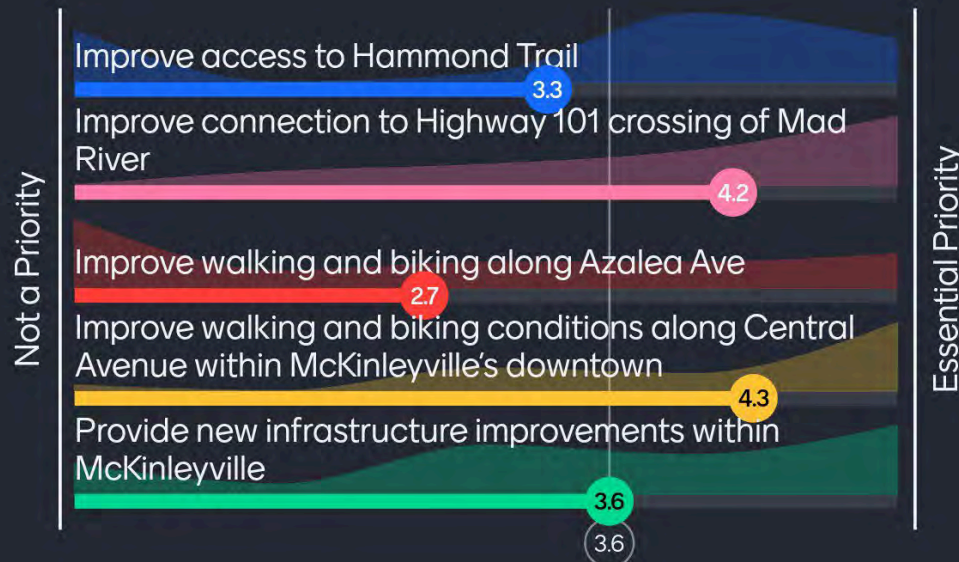 Not a Priority
Improve access to Hammond Trail
3.3
Improve connection to Highway 101 crossing of Mad
River
4.2
Improve walking and biking along Azalea Ave
2.7
Improve walking and biking conditions along Central
Avenue within McKinleyville's downtown
4.3
Provide new infrastructure improvements within
McKinleyville
3.6
3.6
Essential Priority